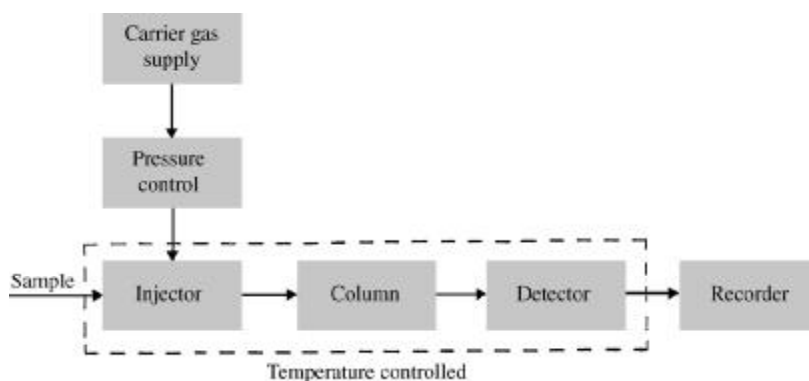 Carrier gas
supply
Pressure
control
Sample
Injector
Column
Detector
Recorder
Temperature controlled